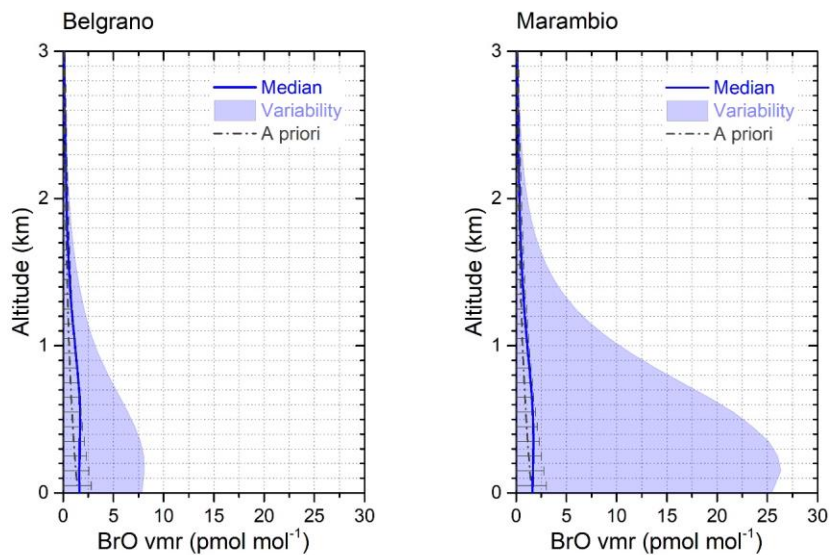 Belgrano
3
2
1
0
Altitude (km)
Median
Variability
A priori
0 5 10 15 20 25 30
BrO vmr (pmol mol⁻¹)
Marambio
3
2
1
0
Altitude (km)
Median
Variability
A priori
0 5 10 15 20 25 30
BrO vmr (pmol mol⁻¹)